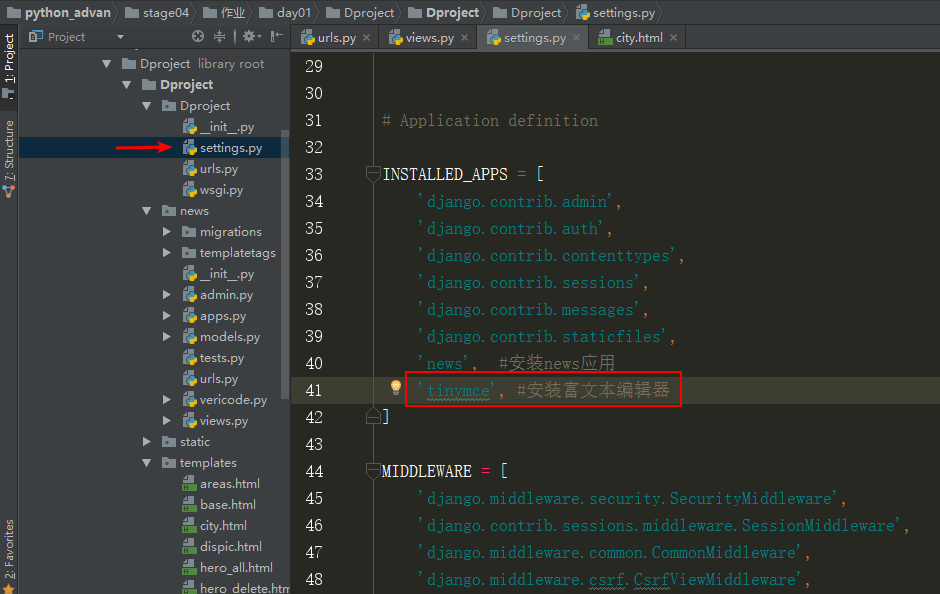 python_advan stage04 作业 day01 Dproject Dproject Dproject settings.py
Project
urls.py views.py settings.py city.html
1: Project
7: Structure
2: Favorites
Dproject library root
Dproject
Dproject
__init__.py
settings.py
urls.py
wsgi.py
news
migrations
templatetags
__init__.py
admin.py
apps.py
models.py
tests.py
urls.py
vericode.py
views.py
static
templates
areas.html
base.html
city.html
dispic.html
hero_all.html
hero_delete.htm
29
30
31 # Application definition
32
33 INSTALLED_APPS = [
34 'django.contrib.admin',
35 'django.contrib.auth',
36 'django.contrib.contenttypes',
37 'django.contrib.sessions',
38 'django.contrib.messages',
39 'django.contrib.staticfiles',
40 'news', #安装news应用
41 'tinymce', #安装富文本编辑器
42 ]
43
44 MIDDLEWARE = [
45 'django.middleware.security.SecurityMiddleware',
46 'django.contrib.sessions.middleware.SessionMiddleware',
47 'django.middleware.common.CommonMiddleware',
48 'django.middleware.csrf.CsrfViewMiddleware',